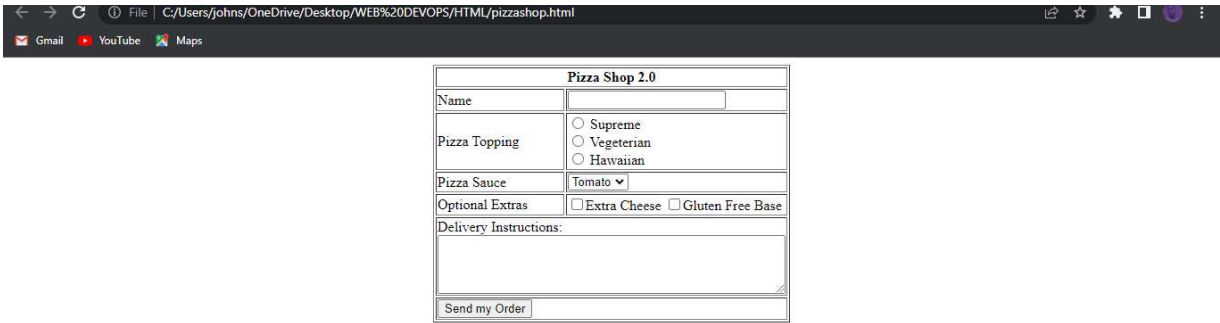 File C:/Users/johns/OneDrive/Desktop/WEB%20DEVOPS/HTML/pizzashop.html
Gmail YouTube Maps
Pizza Shop 2.0
Name
Pizza Topping
Supreme
Vegeterian
Hawaiian
Pizza Sauce Tomato
Optional Extras Extra Cheese Gluten Free Base
Delivery Instructions:
Send my Order